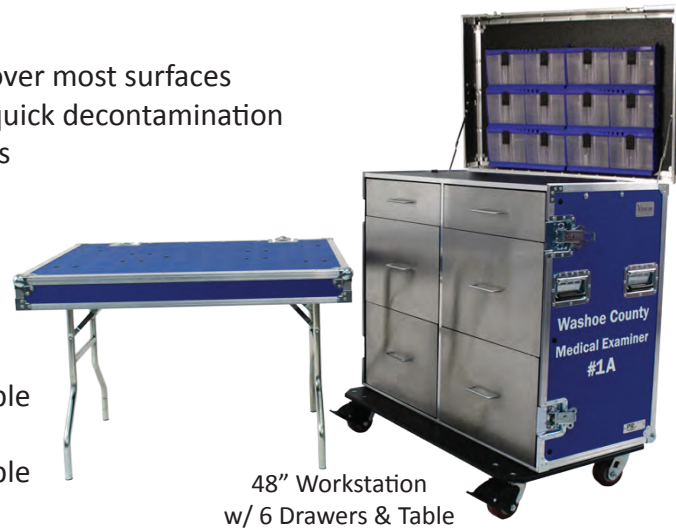 over most surfaces
quick decontamination
s
ble
ble
Washoe County
Medical Examiner
#1A
48” Workstation
w/ 6 Drawers & Table